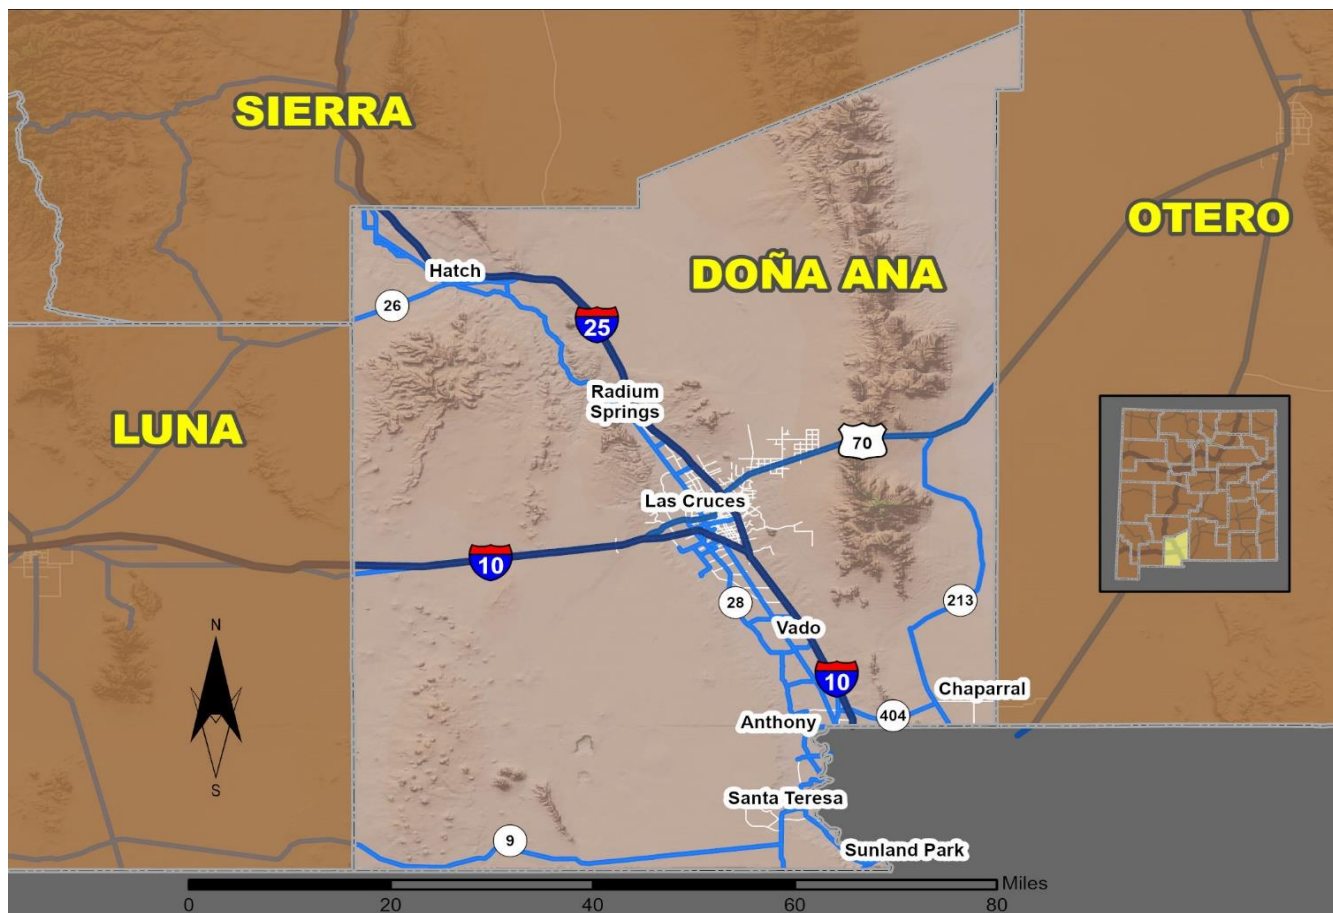 SIERRA
OTERO
DOÑA ANA
Hatch
26
25
Radium
Springs
LUNA
70
Las Cruces
10
28
213
Vado
N
10
Chaparral
404
Anthony
S
Santa Teresa
9
Sunland Park
Miles
0 20 40 60 80